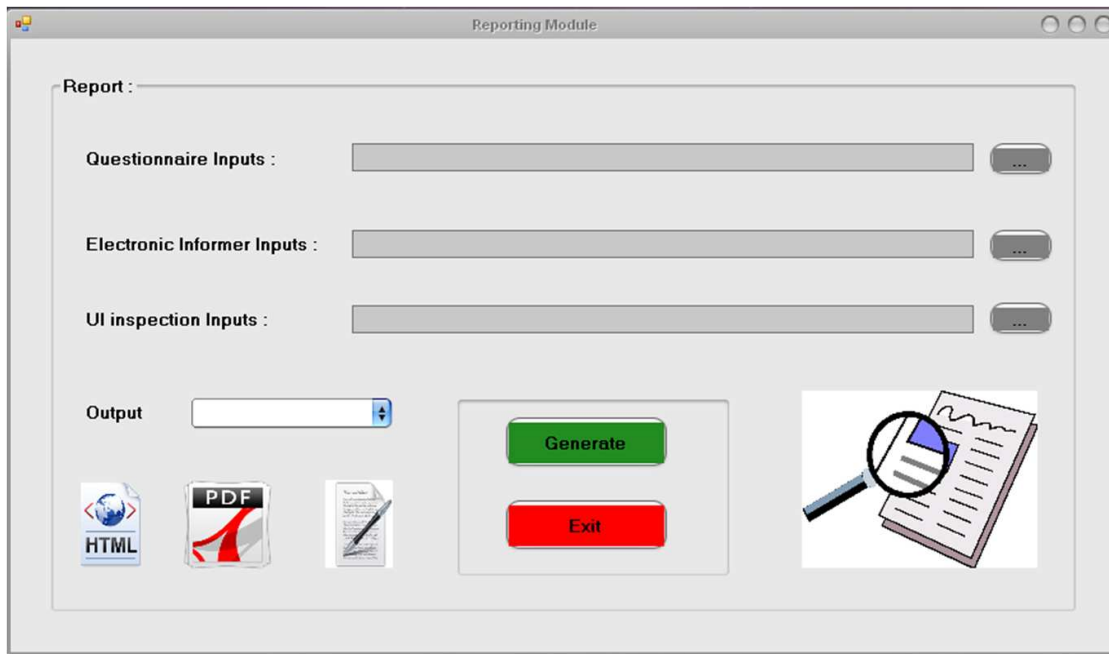 Reporting Module
Report :
Questionnaire Inputs :
...
Electronic Informer Inputs :
...
UI inspection Inputs :
...
Output
Generate
HTML
PDF
Exit